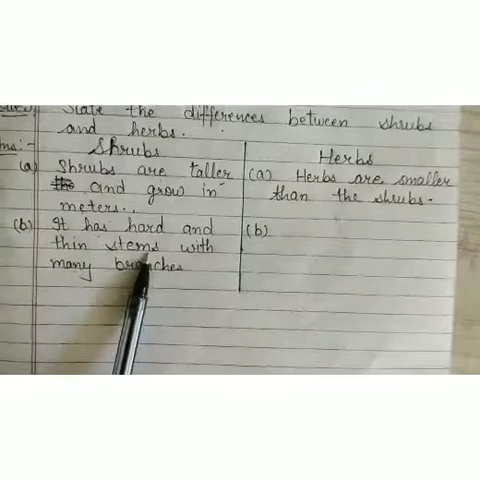 State the differences between shrubs
and herbs.
Ans:-
Shrubs
Herbs
(a) Shrubs are taller
and grow in
meters.
(a) Herbs are smaller
than the shrubs.
(b) It has hard and
thin stems with
many branches
(b)